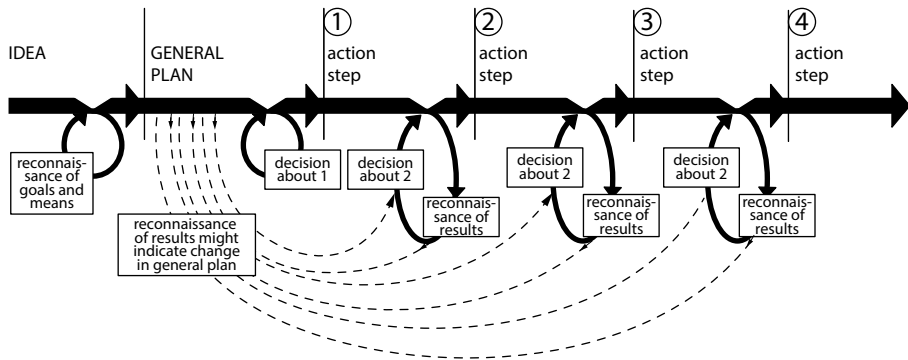 1
2
3
4
IDEA
GENERAL
PLAN
action
step
action
step
action
step
action
step
reconnais-
sance of
goals and
means
decision
about 1
decision
about 2
decision
about 2
decision
about 2
reconnais-
sance of
results
reconnais-
sance of
results
reconnais-
sance of
results
reconnaissance
of results might
indicate change
in general plan